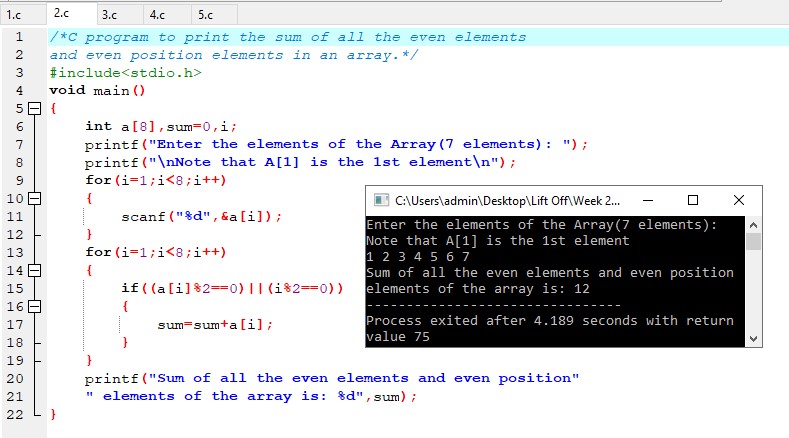 1.c 2.c 3.c 4.c 5.c
1 /*C program to print the sum of all the even elements
2 and even position elements in an array.*/
3 #include<stdio.h>
4 void main()
5 {
6 int a[8],sum=0,i;
7 printf("Enter the elements of the Array(7 elements): ");
8 printf("\nNote that A[1] is the 1st element\n");
9 for(i=1;i<8;i++)
10 {
11 scanf("%d",&a[i]);
12 }
13 for(i=1;i<8;i++)
14 {
15 if((a[i]%2==0)||(i%2==0))
16 {
17 sum=sum+a[i];
18 }
19 }
20 printf("Sum of all the even elements and even position"
21 " elements of the array is: %d",sum);
22 }
C:\Users\admin\Desktop\Lift Off\Week 2...
Enter the elements of the Array(7 elements):
Note that A[1] is the 1st element
1 2 3 4 5 6 7
Sum of all the even elements and even position
elements of the array is: 12
--------------------------------
Process exited after 4.189 seconds with return
value 75